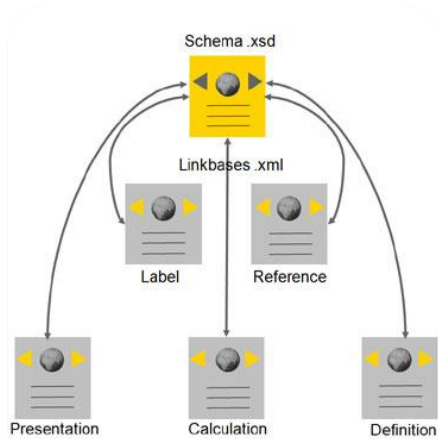 Schema .xsd
Linkbases .xml
Label
Reference
Presentation
Calculation
Definition